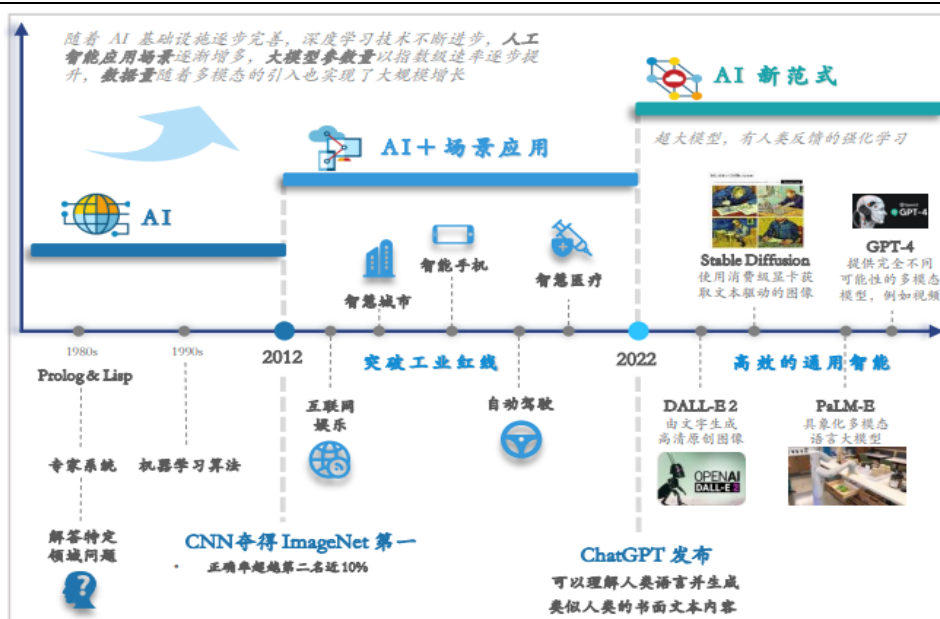 随着 AI 基础设施逐步完善，深度学习技术不断进步，人工
智能应用场景逐渐增多，大模型参数量以指数级速率逐步提
升，数据量随着多模态的引入也实现了大规模增长
AI 新范式
超大模型，有人类反馈的强化学习
AI＋场景应用
AI
智慧城市
智能手机
智慧医疗
Stable Diffusion
使用消费级显卡获
取文本驱动的图像
GPT-4
GPT-4
提供完全不同
可能性的多模态
模型，例如视频
1980s
1990s
2012
突破工业红线
2022
高效的通用智能
Prolog & Lisp
互联网
娱乐
自动驾驶
DALL-E 2
由文字生成
高清原创图像
OPENAI
DALL-E 2
PaLM-E
具象化多模态
语言大模型
专家系统
机器学习算法
解答特定
领域问题
CNN夺得 ImageNet 第一
• 正确率超越第二名近10%
ChatGPT 发布
可以理解人类语言并生成
类似人类的书面文本内容